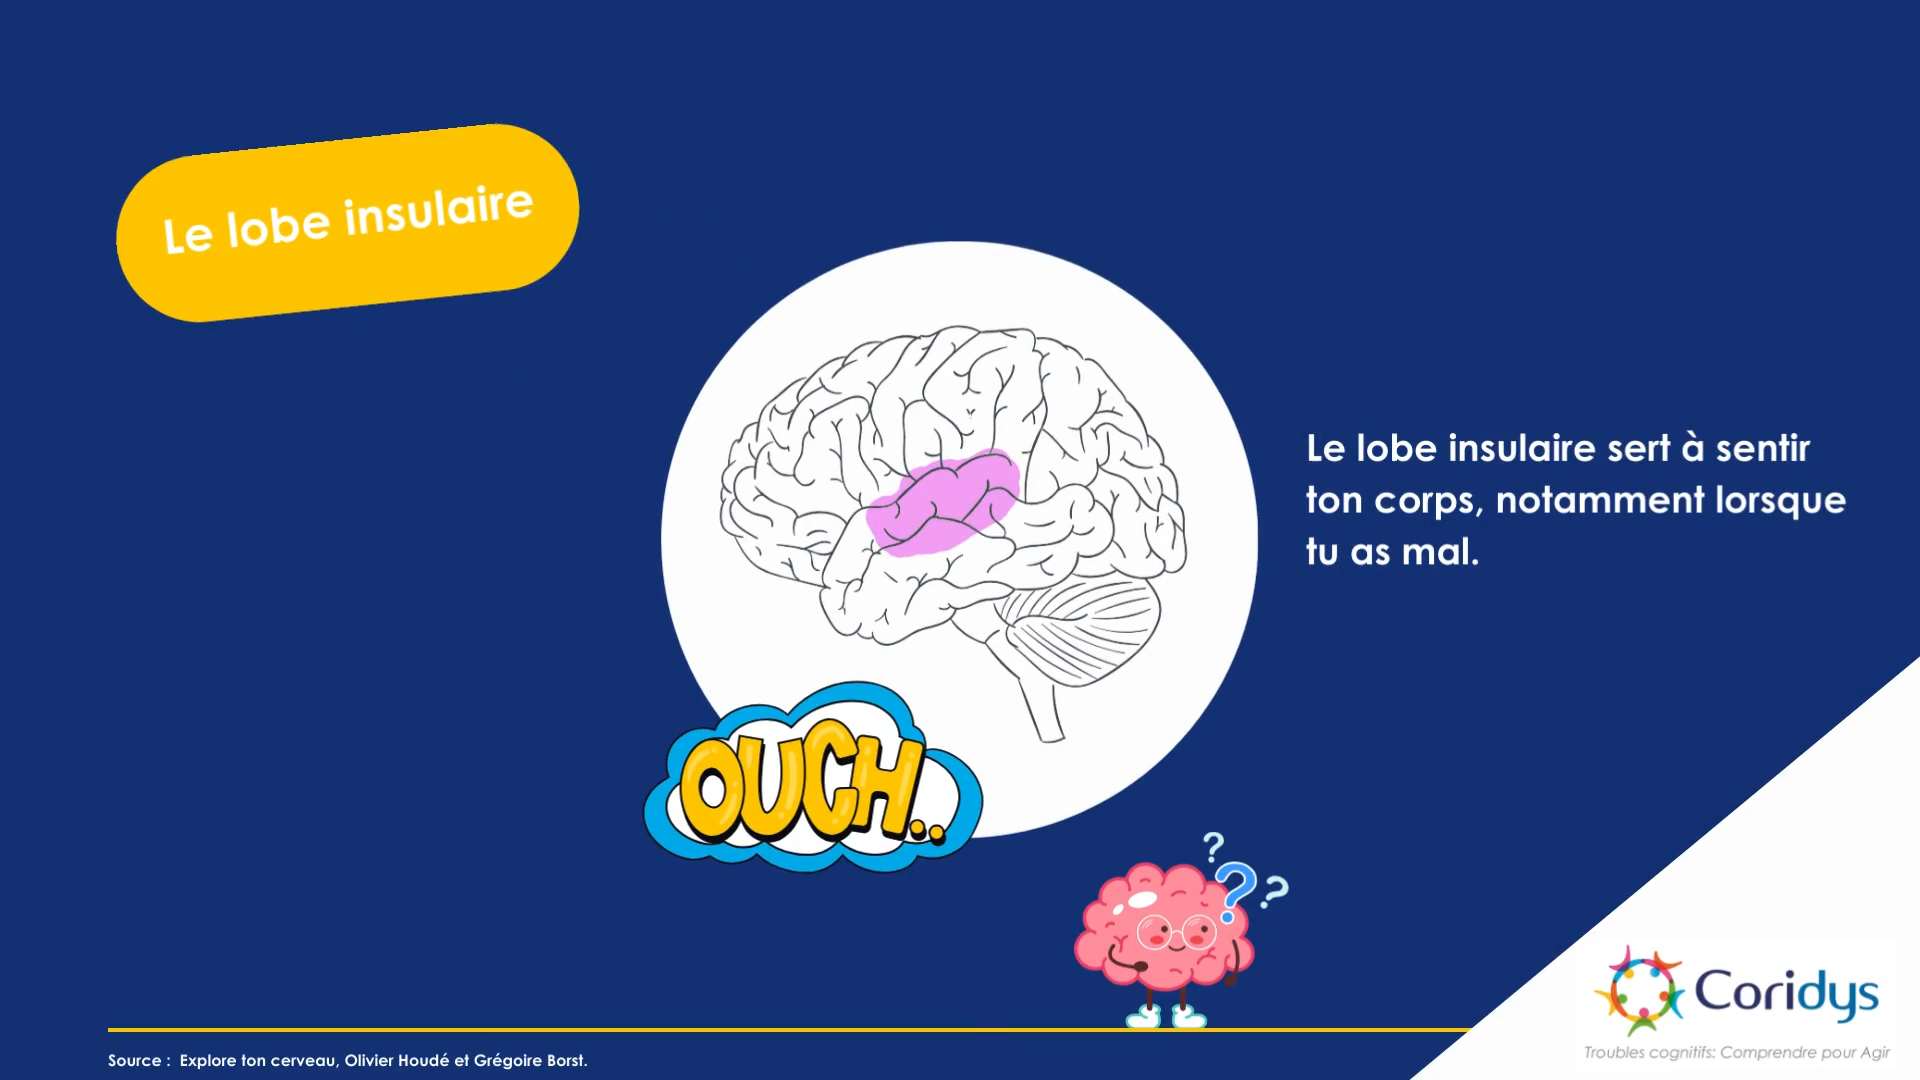 Le lobe insulaire
Le lobe insulaire sert à sentir
ton corps, notamment lorsque
tu as mal.
OUCH..
? ? ?
Coridys
Troubles cognitifs: Comprendre pour Agir
Source : Explore ton cerveau, Olivier Houdé et Grégoire Borst.